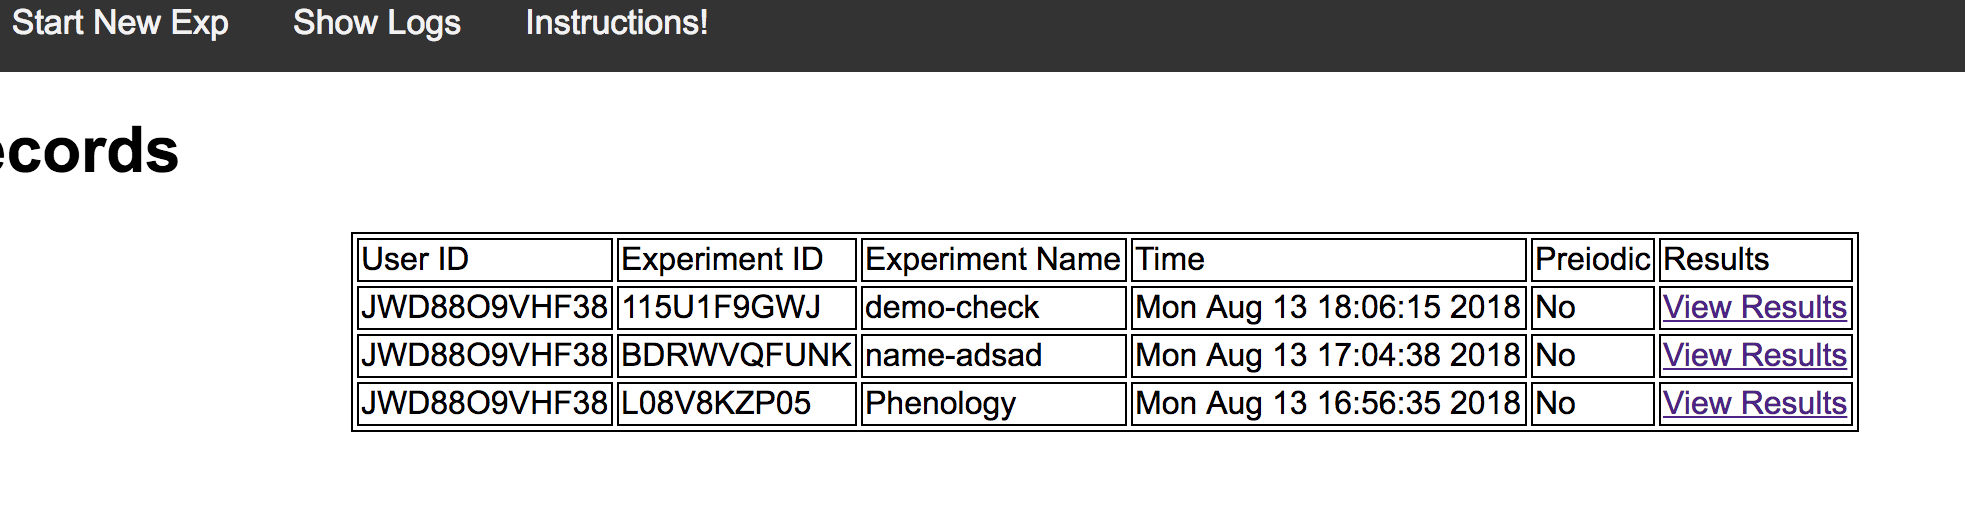 Start New Exp Show Logs Instructions!
ecords
User ID Experiment ID Experiment Name Time Preiodic Results
JWD88O9VHF38 115U1F9GWJ demo-check Mon Aug 13 18:06:15 2018 No View Results
JWD88O9VHF38 BDRWVQFUNK name-adsad Mon Aug 13 17:04:38 2018 No View Results
JWD88O9VHF38 L08V8KZP05 Phenology Mon Aug 13 16:56:35 2018 No View Results